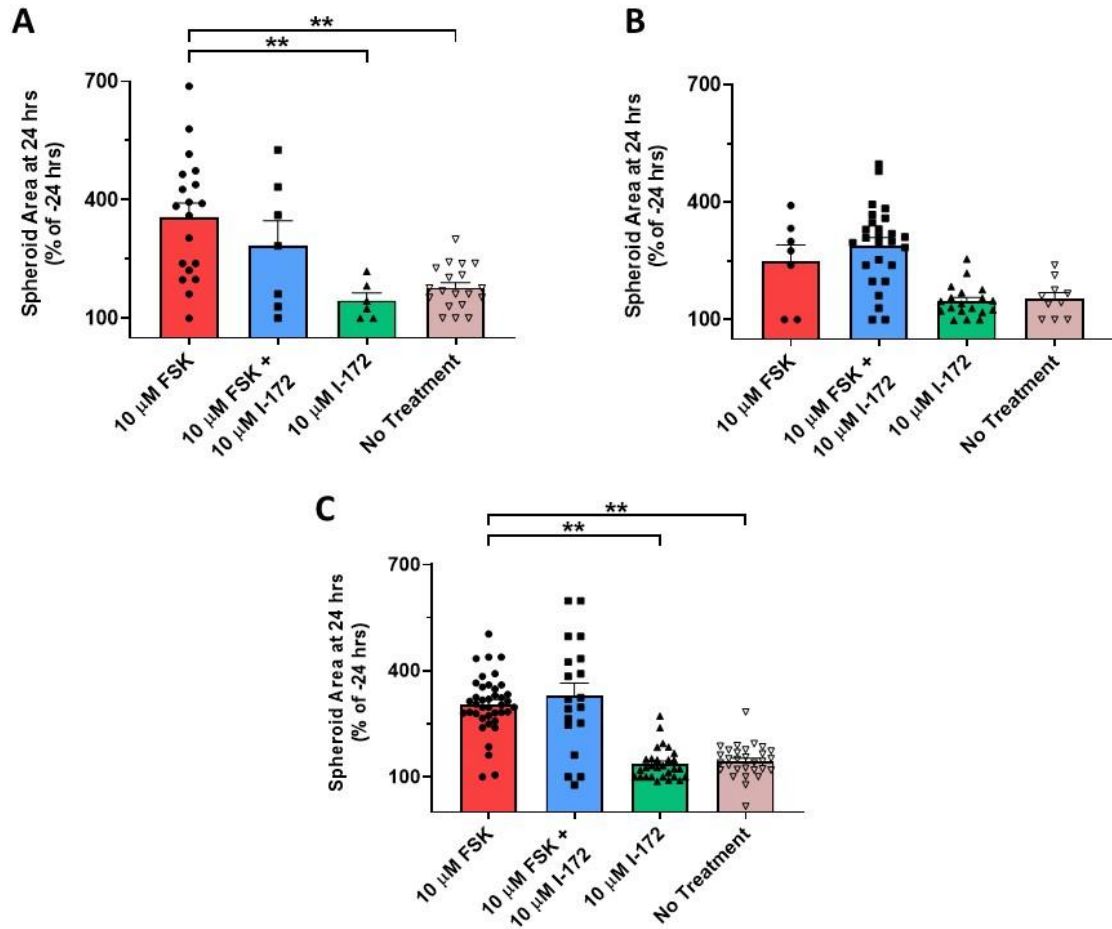 A
**
**
Spheroid Area at 24 hrs
(% of -24 hrs)
700
400
100
10 μM FSK
10 μM FSK +
10 μM I-172
10 μM I-172
No Treatment
B
Spheroid Area at 24 hrs
(% of -24 hrs)
700
400
100
10 μM FSK
10 μM FSK +
10 μM I-172
10 μM I-172
No Treatment
C
**
**
Spheroid Area at 24 hrs
(% of -24 hrs)
700
400
100
10 μM FSK
10 μM FSK +
10 μM I-172
10 μM I-172
No Treatment